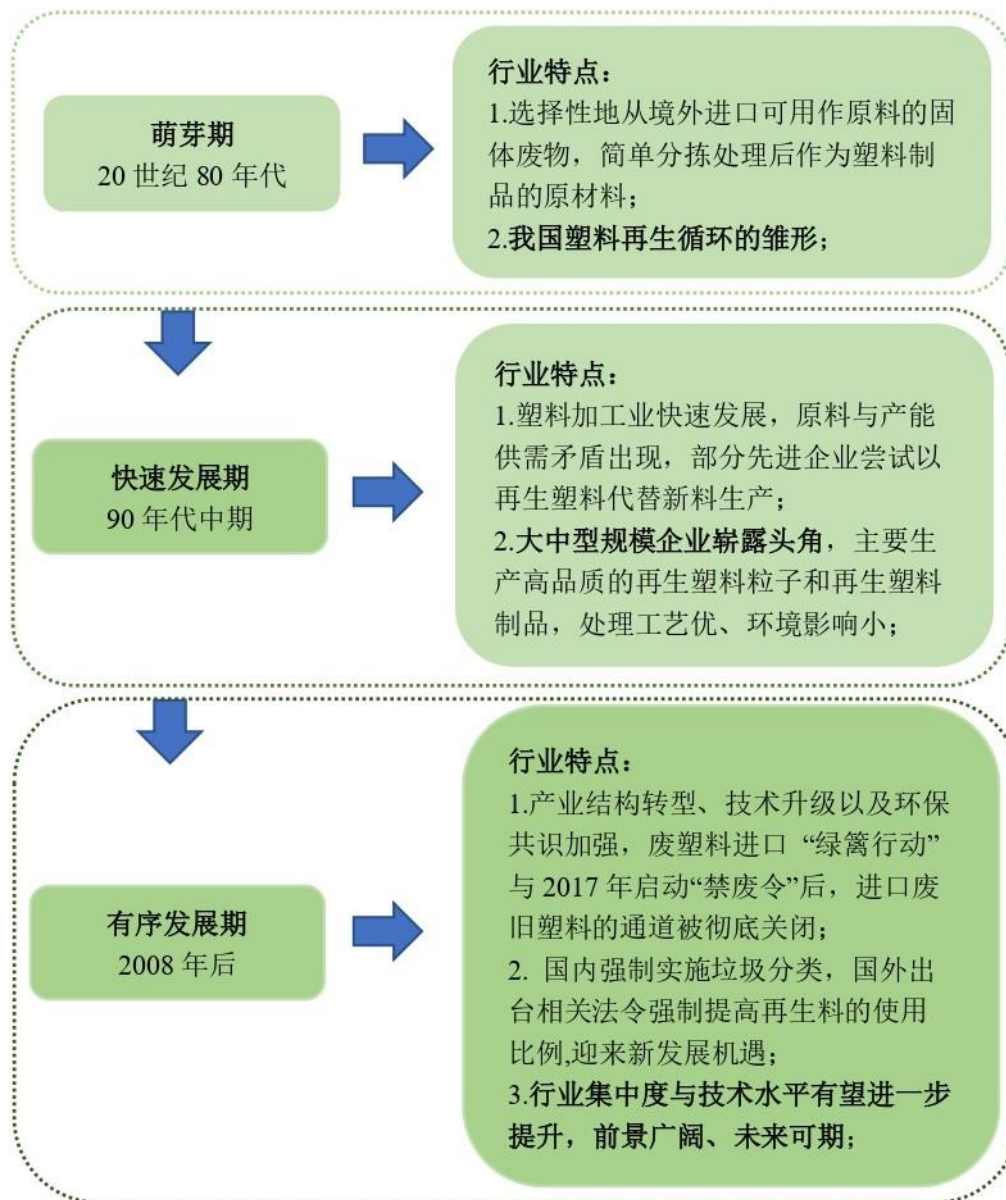 萌芽期
20 世纪 80 年代
行业特点：
1.选择性地从境外进口可用作原料的固
体废物，简单分拣处理后作为塑料制
品的原材料；
2.我国塑料再生循环的雏形；
快速发展期
90 年代中期
行业特点：
1.塑料加工业快速发展，原料与产能
供需矛盾出现，部分先进企业尝试以
再生塑料代替新料生产；
2.大中型规模企业崭露头角，主要生
产高品质的再生塑料粒子和再生塑料
制品，处理工艺优、环境影响小；
有序发展期
2008 年后
行业特点：
1.产业结构转型、技术升级以及环保
共识加强，废塑料进口 “绿篱行动”
与 2017 年启动“禁废令”后，进口废
旧塑料的通道被彻底关闭；
2. 国内强制实施垃圾分类，国外出
台相关法令强制提高再生料的使用
比例,迎来新发展机遇；
3.行业集中度与技术水平有望进一步
提升，前景广阔、未来可期；